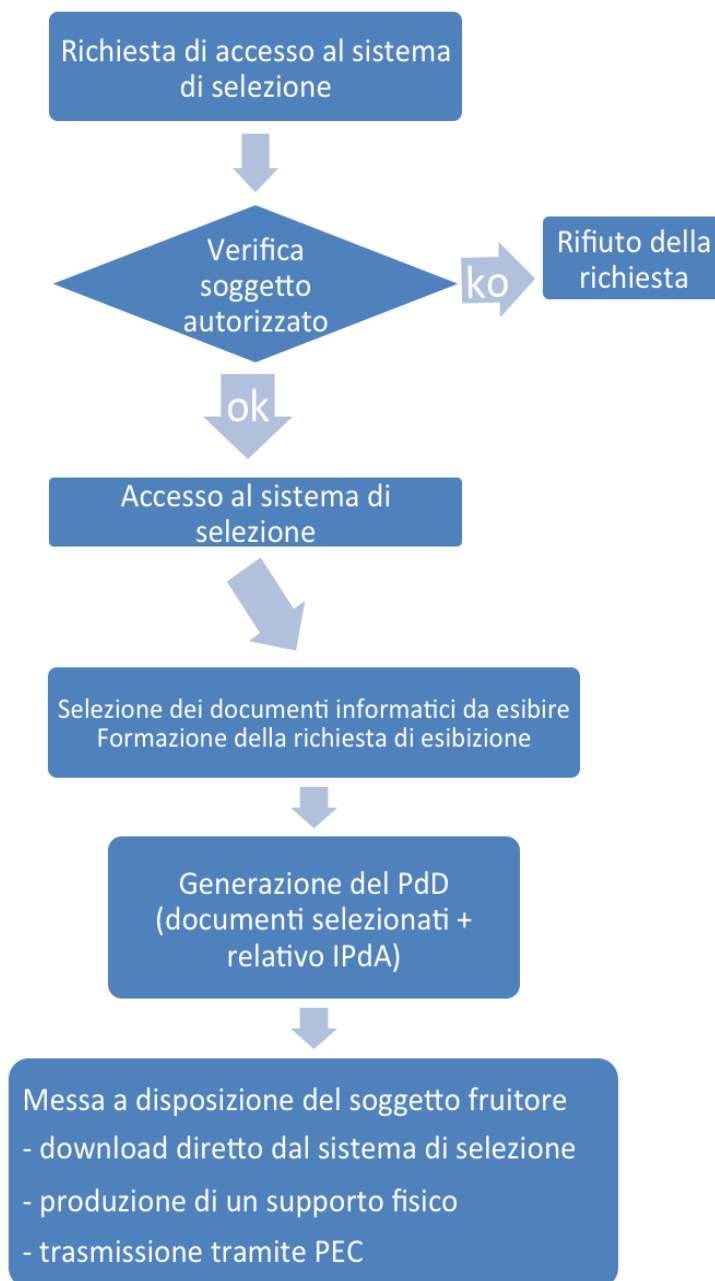 Richiesta di accesso al sistema
di selezione
Verifica
soggetto
autorizzato
ko
Rifiuto della
richiesta
ok
Accesso al sistema di
selezione
Selezione dei documenti informatici da esibire
Formazione della richiesta di esibizione
Generazione del PdD
(documenti selezionati +
relativo IPdA)
Messa a disposizione del soggetto fruitore
- download diretto dal sistema di selezione
- produzione di un supporto fisico
- trasmissione tramite PEC